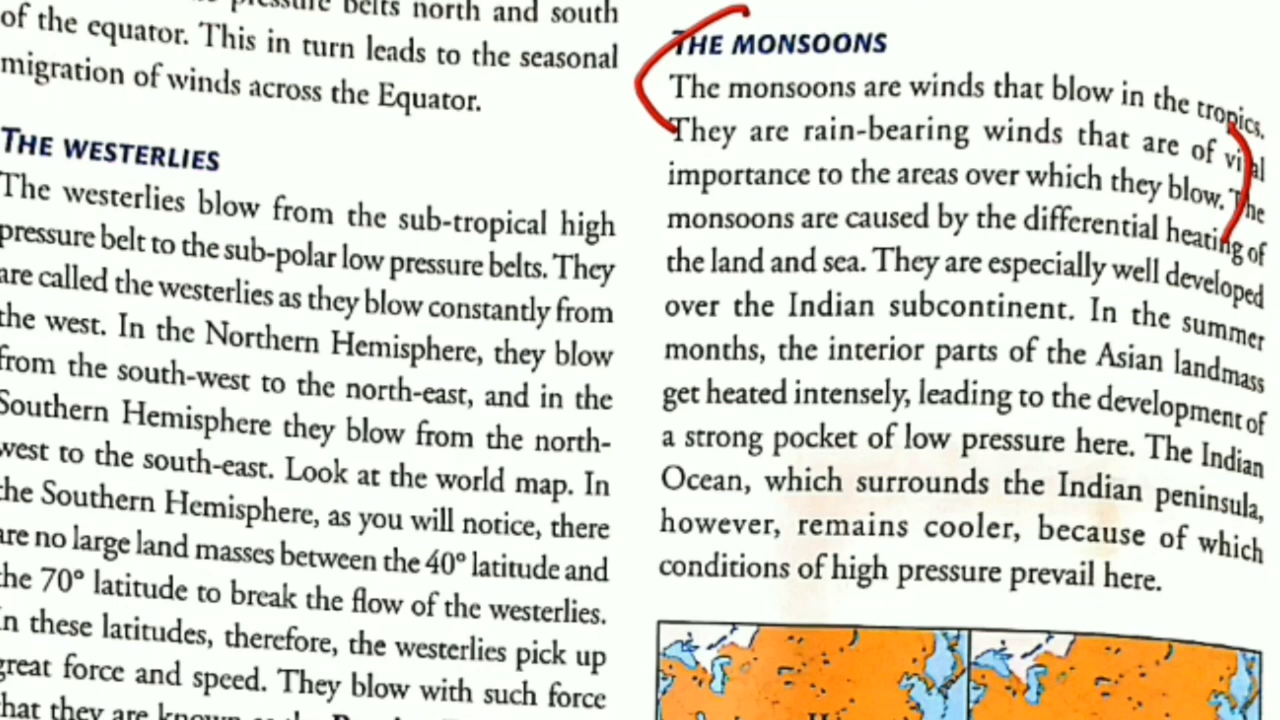 pressure belts north and south
of the equator. This in turn leads to the seasonal
migration of winds across the Equator.
THE WESTERLIES
The westerlies blow from the sub-tropical high
pressure belt to the sub-polar low pressure belts. They
are called the westerlies as they blow constantly from
the west. In the Northern Hemisphere, they blow
from the south-west to the north-east, and in the
Southern Hemisphere they blow from the north-
west to the south-east. Look at the world map. In
the Southern Hemisphere, as you will notice, there
are no large land masses between the 40° latitude and
the 70° latitude to break the flow of the westerlies.
In these latitudes, therefore, the westerlies pick up
great force and speed. They blow with such force
that they are known as the
THE MONSOONS
The monsoons are winds that blow in the tropics.
They are rain-bearing winds that are of vital
importance to the areas over which they blow. The
monsoons are caused by the differential heating of
the land and sea. They are especially well developed
over the Indian subcontinent. In the summer
months, the interior parts of the Asian landmass
get heated intensely, leading to the development of
a strong pocket of low pressure here. The Indian
Ocean, which surrounds the Indian peninsula,
however, remains cooler, because of which
conditions of high pressure prevail here.